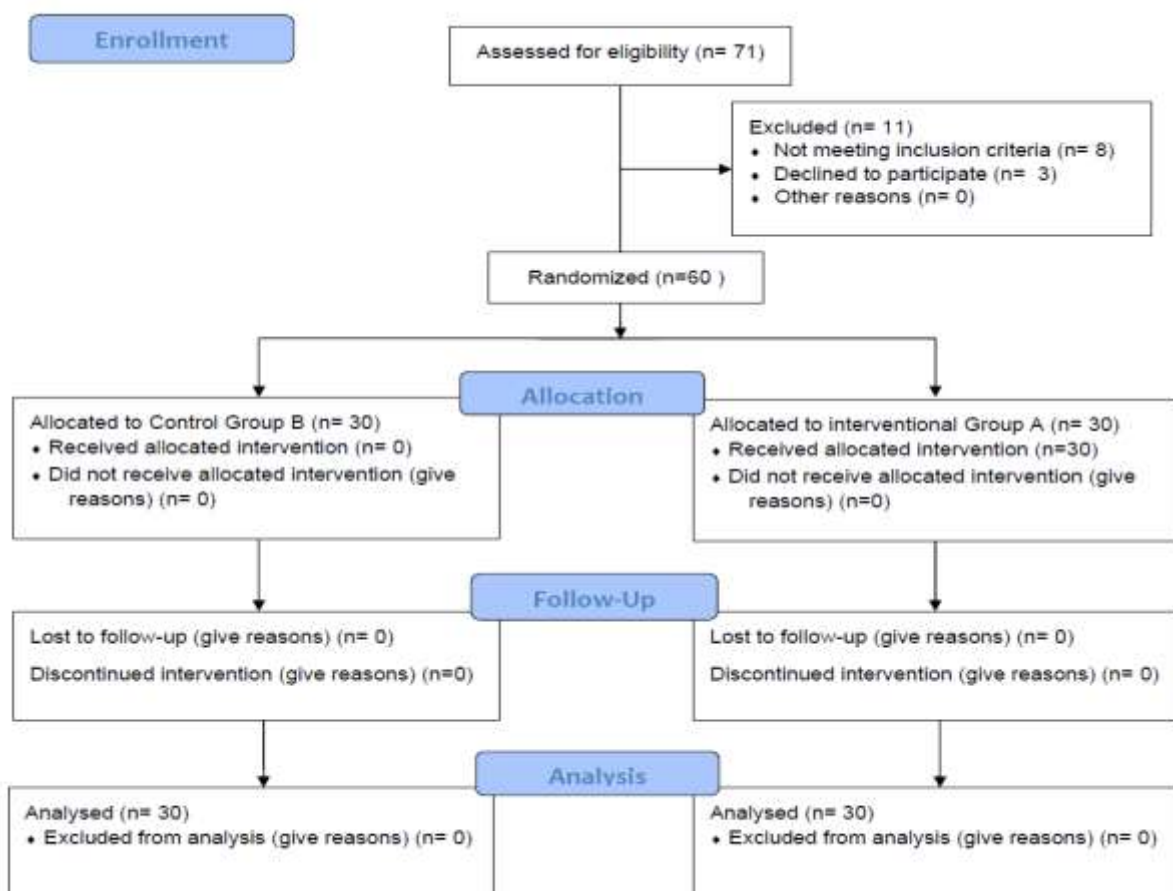 Enrollment
Assessed for eligibility (n= 71)
Excluded (n= 11)
• Not meeting inclusion criteria (n= 8)
• Declined to participate (n= 3)
• Other reasons (n= 0)
Randomized (n=60 )
Allocation
Allocated to Control Group B (n= 30)
• Received allocated intervention (n= 0)
• Did not receive allocated intervention (give
reasons) (n= 0)
Allocated to interventional Group A (n= 30)
• Received allocated intervention (n=30)
• Did not receive allocated intervention (give
reasons) (n=0)
Follow-Up
Lost to follow-up (give reasons) (n= 0)
Discontinued intervention (give reasons) (n=0)
Lost to follow-up (give reasons) (n= 0)
Discontinued intervention (give reasons) (n= 0)
Analysis
Analysed (n= 30)
• Excluded from analysis (give reasons) (n= 0)
Analysed (n= 30)
• Excluded from analysis (give reasons) (n= 0)